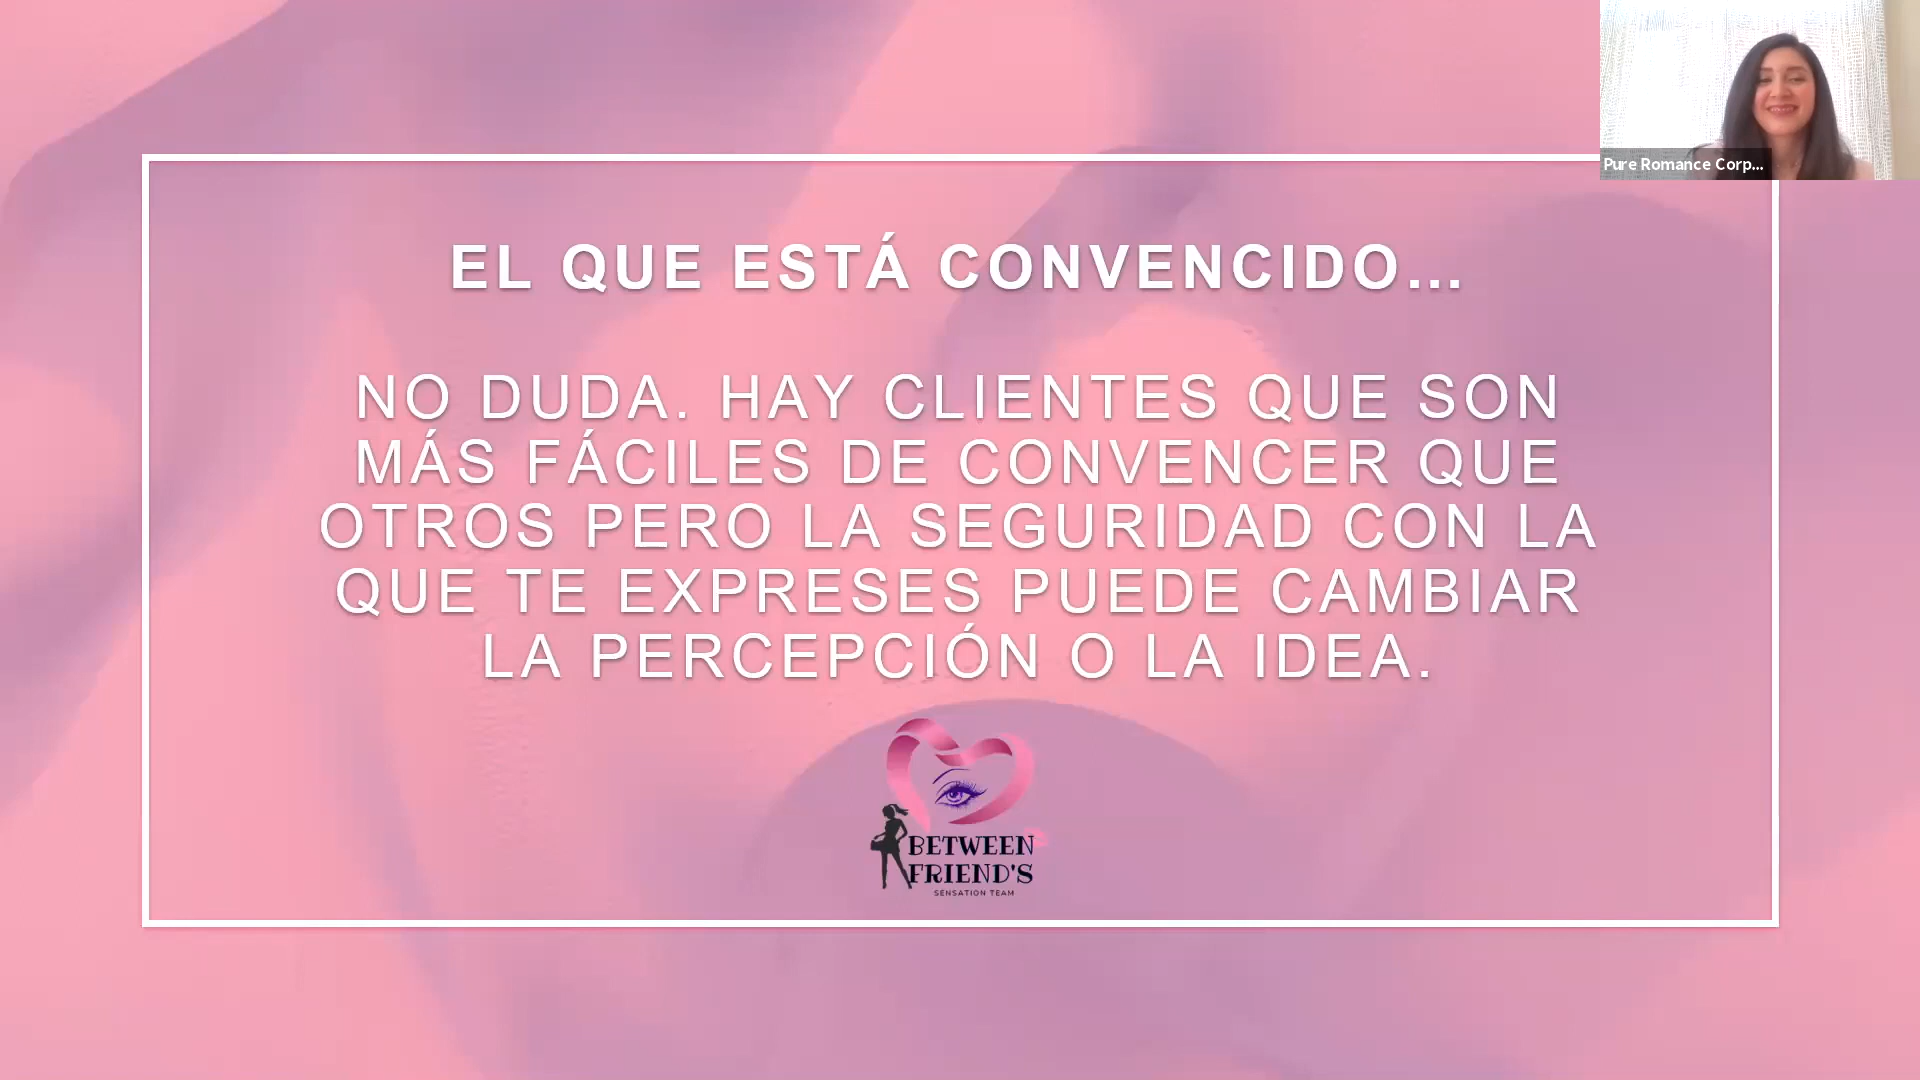 Pure Romance Corp...
EL QUE ESTÁ CONVENCIDO...
NO DUDA. HAY CLIENTES QUE SON
MÁS FÁCILES DE CONVENCER QUE
OTROS PERO LA SEGURIDAD CON LA
QUE TE EXPRESES PUEDE CAMBIAR
LA PERCEPCIÓN O LA IDEA.
BETWEEN
FRIEND'S
SENSATION TEAM